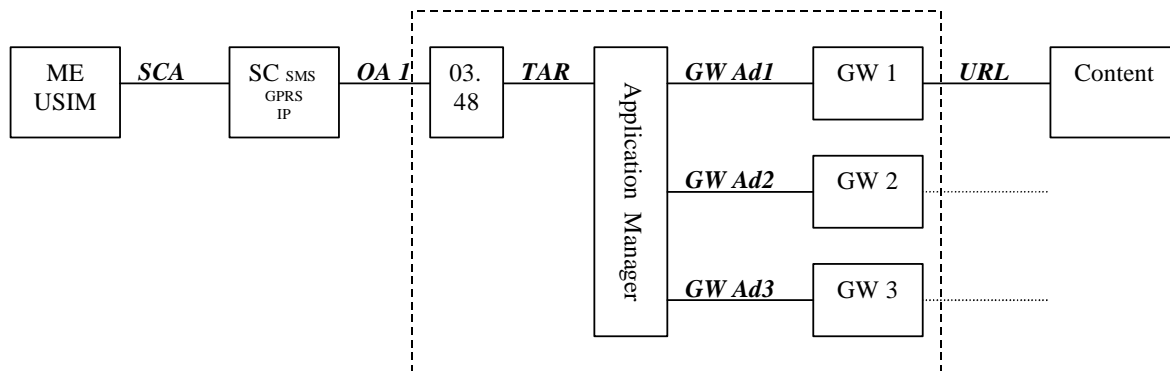 ME
USIM
SCA
SC SMS
GPRS
IP
OA 1
03.
48
TAR
Application Manager
GW Ad1
GW 1
URL
Content
GW Ad2
GW 2
GW Ad3
GW 3